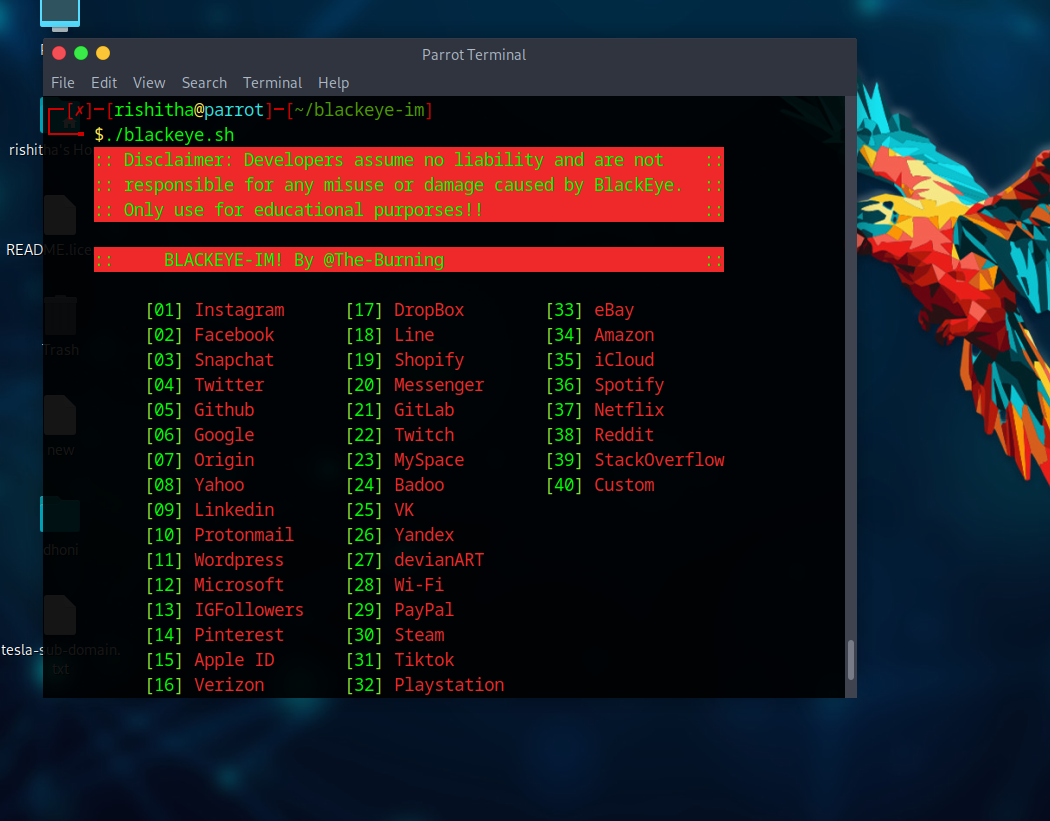 Parrot Terminal
File Edit View Search Terminal Help
[✗]─[rishitha@parrot]─[~/blackeye-im]
$./blackeye.sh
:: Disclaimer: Developers assume no liability and are not ::
:: responsible for any misuse or damage caused by BlackEye. ::
:: Only use for educational purporses!! ::
:: BLACKEYE-IM! By @The-Burning ::
[01] Instagram [17] DropBox [33] eBay
[02] Facebook [18] Line [34] Amazon
[03] Snapchat [19] Shopify [35] iCloud
[04] Twitter [20] Messenger [36] Spotify
[05] Github [21] GitLab [37] Netflix
[06] Google [22] Twitch [38] Reddit
[07] Origin [23] MySpace [39] StackOverflow
[08] Yahoo [24] Badoo [40] Custom
[09] Linkedin [25] VK
[10] Protonmail [26] Yandex
[11] Wordpress [27] devianART
[12] Microsoft [28] Wi-Fi
[13] IGFollowers [29] PayPal
[14] Pinterest [30] Steam
[15] Apple ID [31] Tiktok
[16] Verizon [32] Playstation
rishitha's Ho
README.lice
Trash
new
dhoni
tesla-sub-domain.
txt